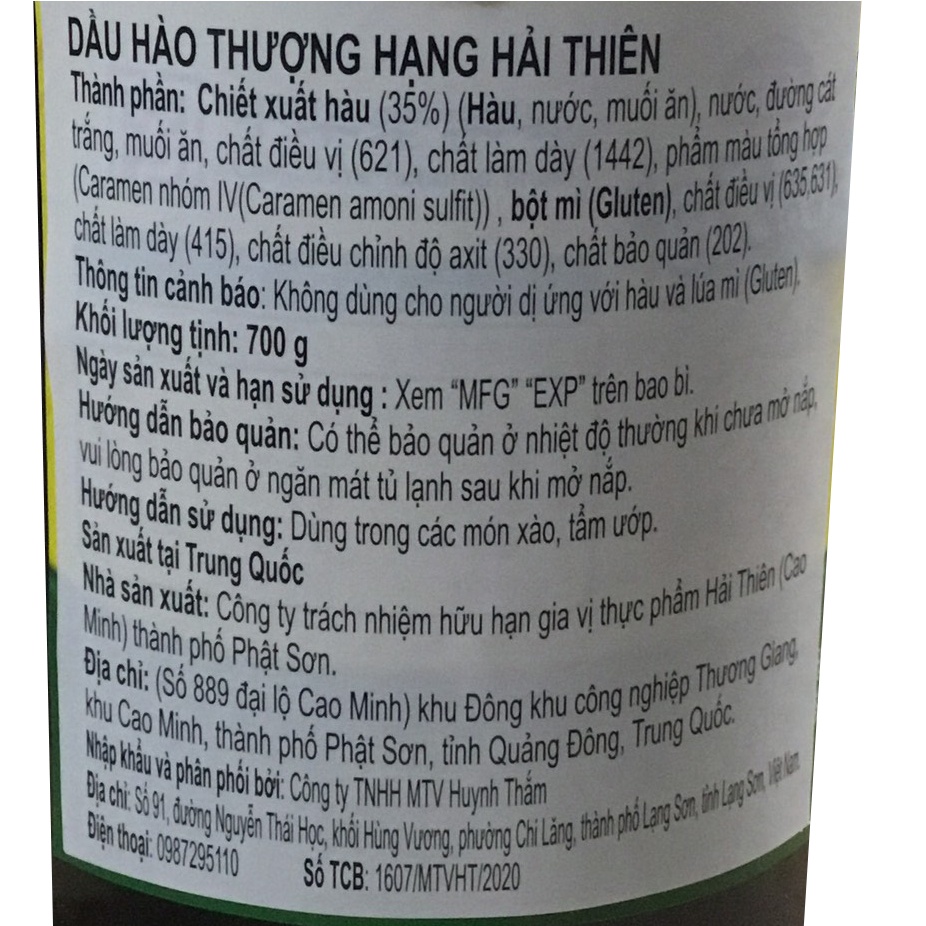 DẦU HÀO THƯỢNG HẠNG HẢI THIÊN
Thành phần: Chiết xuất hàu (35%) (Hàu, nước, muối ăn), nước, đường cát
trắng, muối ăn, chất điều vị (621), chất làm dày (1442), phẩm màu tổng hợp
(Caramen nhóm IV(Caramen amoni sulfit)) , bột mì (Gluten), chất điều vị (635,631),
chất làm dày (415), chất điều chỉnh độ axit (330), chất bảo quản (202).
Thông tin cảnh báo: Không dùng cho người dị ứng với hàu và lúa mì (Gluten).
Khối lượng tịnh: 700 g
Ngày sản xuất và hạn sử dụng : Xem “MFG” “EXP” trên bao bì.
Hướng dẫn bảo quản: Có thể bảo quản ở nhiệt độ thường khi chưa mở nắp,
vui lòng bảo quản ở ngăn mát tủ lạnh sau khi mở nắp.
Hướng dẫn sử dụng: Dùng trong các món xào, tẩm ướp.
Sản xuất tại Trung Quốc
Nhà sản xuất: Công ty trách nhiệm hữu hạn gia vị thực phẩm Hải Thiên (Cao
Minh) thành phố Phật Sơn.
Địa chỉ: (Số 889 đại lộ Cao Minh) khu Đông khu công nghiệp Thương Giang,
khu Cao Minh, thành phố Phật Sơn, tỉnh Quảng Đông, Trung Quốc.
Nhập khẩu và phân phối bởi: Công ty TNHH MTV Huynh Thắm
Địa chỉ: Số 91, đường Nguyễn Thái Học, khối Hùng Vương, phường Chi Lăng, thành phố Lạng Sơn, tỉnh Lạng Sơn, Việt Nam.
Điện thoại: 0987295110 Số TCB: 1607/MTVHT/2020